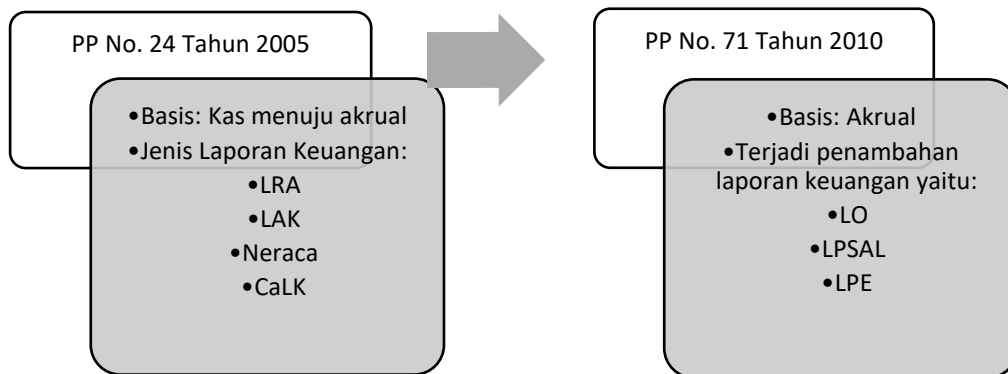 PP No. 24 Tahun 2005
•Basis: Kas menuju akrual
•Jenis Laporan Keuangan:
•LRA
•LAK
•Neraca
•CaLK
PP No. 71 Tahun 2010
•Basis: Akrual
•Terjadi penambahan
laporan keuangan yaitu:
•LO
•LPSAL
•LPE